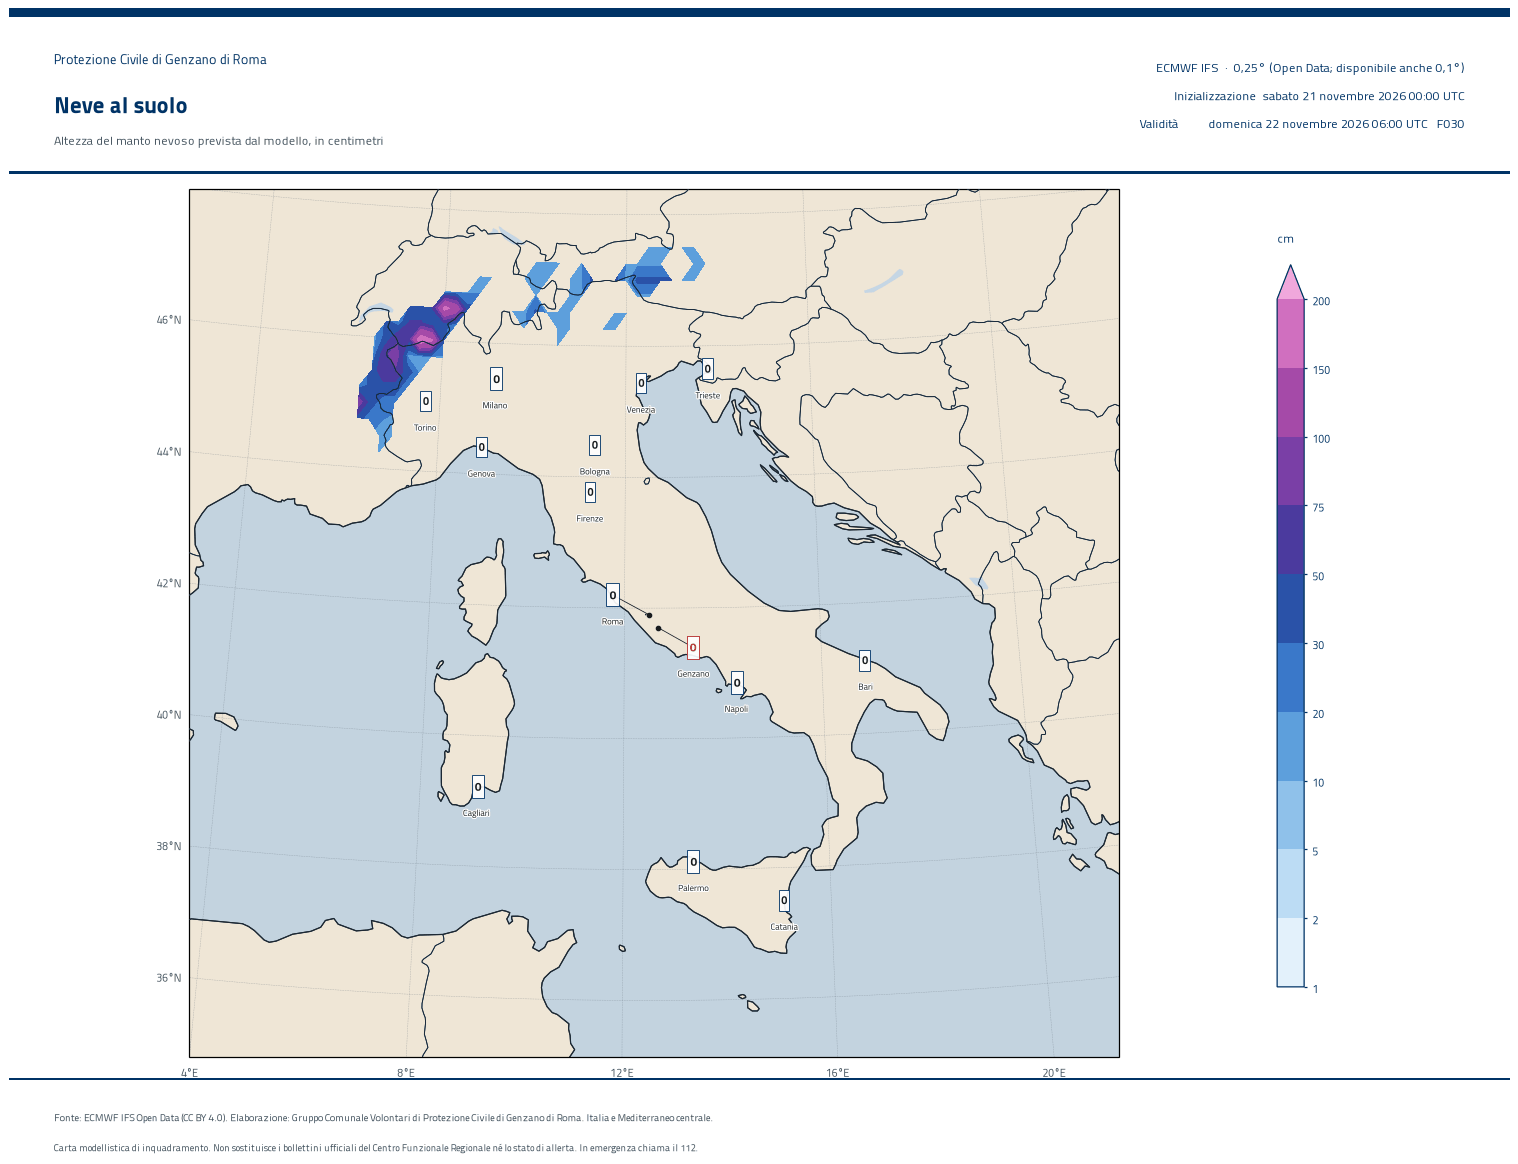 Protezione Civile di Genzano di Roma
Neve al suolo
Altezza del manto nevoso prevista dal modello, in centimetri
ECMWF IFS · 0,25° (Open Data; disponibile anche 0,1°)
Inizializzazione sabato 21 novembre 2026 00:00 UTC
Validità domenica 22 novembre 2026 06:00 UTC F030
cm
200
150
100
75
50
30
20
10
5
2
1
46°N
44°N
42°N
40°N
38°N
36°N
4°E
8°E
12°E
16°E
20°E
0
Torino
0
Milano
0
Venezia
0
Trieste
0
Genova
0
Bologna
0
Firenze
0
Roma
0
Genzano
0
Napoli
0
Bari
0
Cagliari
0
Palermo
0
Catania
Fonte: ECMWF IFS Open Data (CC BY 4.0). Elaborazione: Gruppo Comunale Volontari di Protezione Civile di Genzano di Roma. Italia e Mediterraneo centrale.
Carta modellistica di inquadramento. Non sostituisce i bollettini ufficiali del Centro Funzionale Regionale né lo stato di allerta. In emergenza chiama il 112.